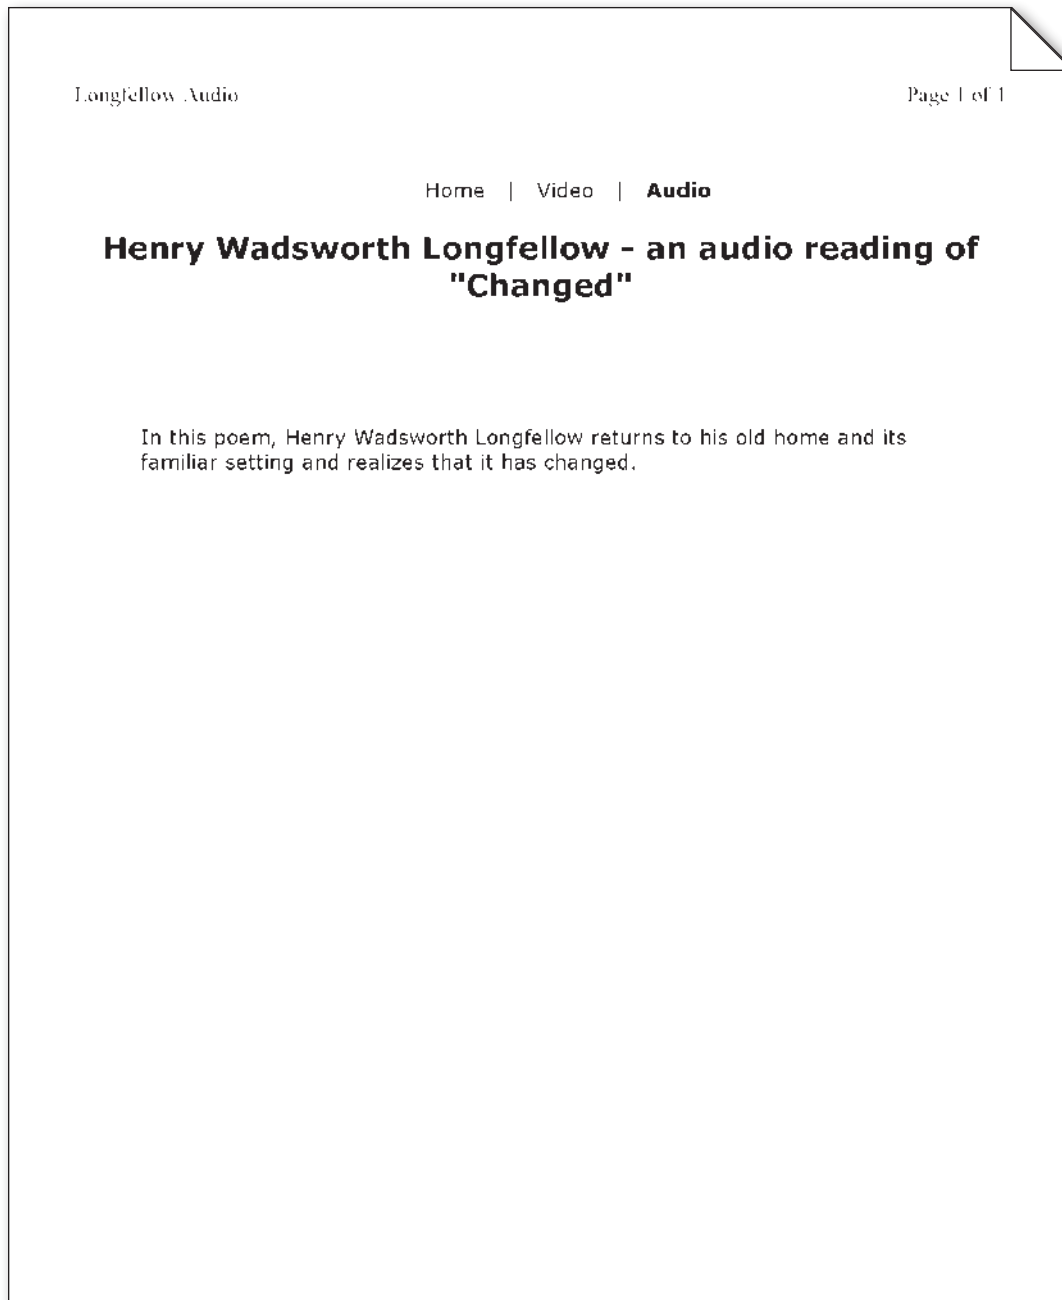 Longfellow Audio
Page 1 of 1
Home | Video | Audio
Henry Wadsworth Longfellow - an audio reading of
"Changed"
In this poem, Henry Wadsworth Longfellow returns to his old home and its
familiar setting and realizes that it has changed.